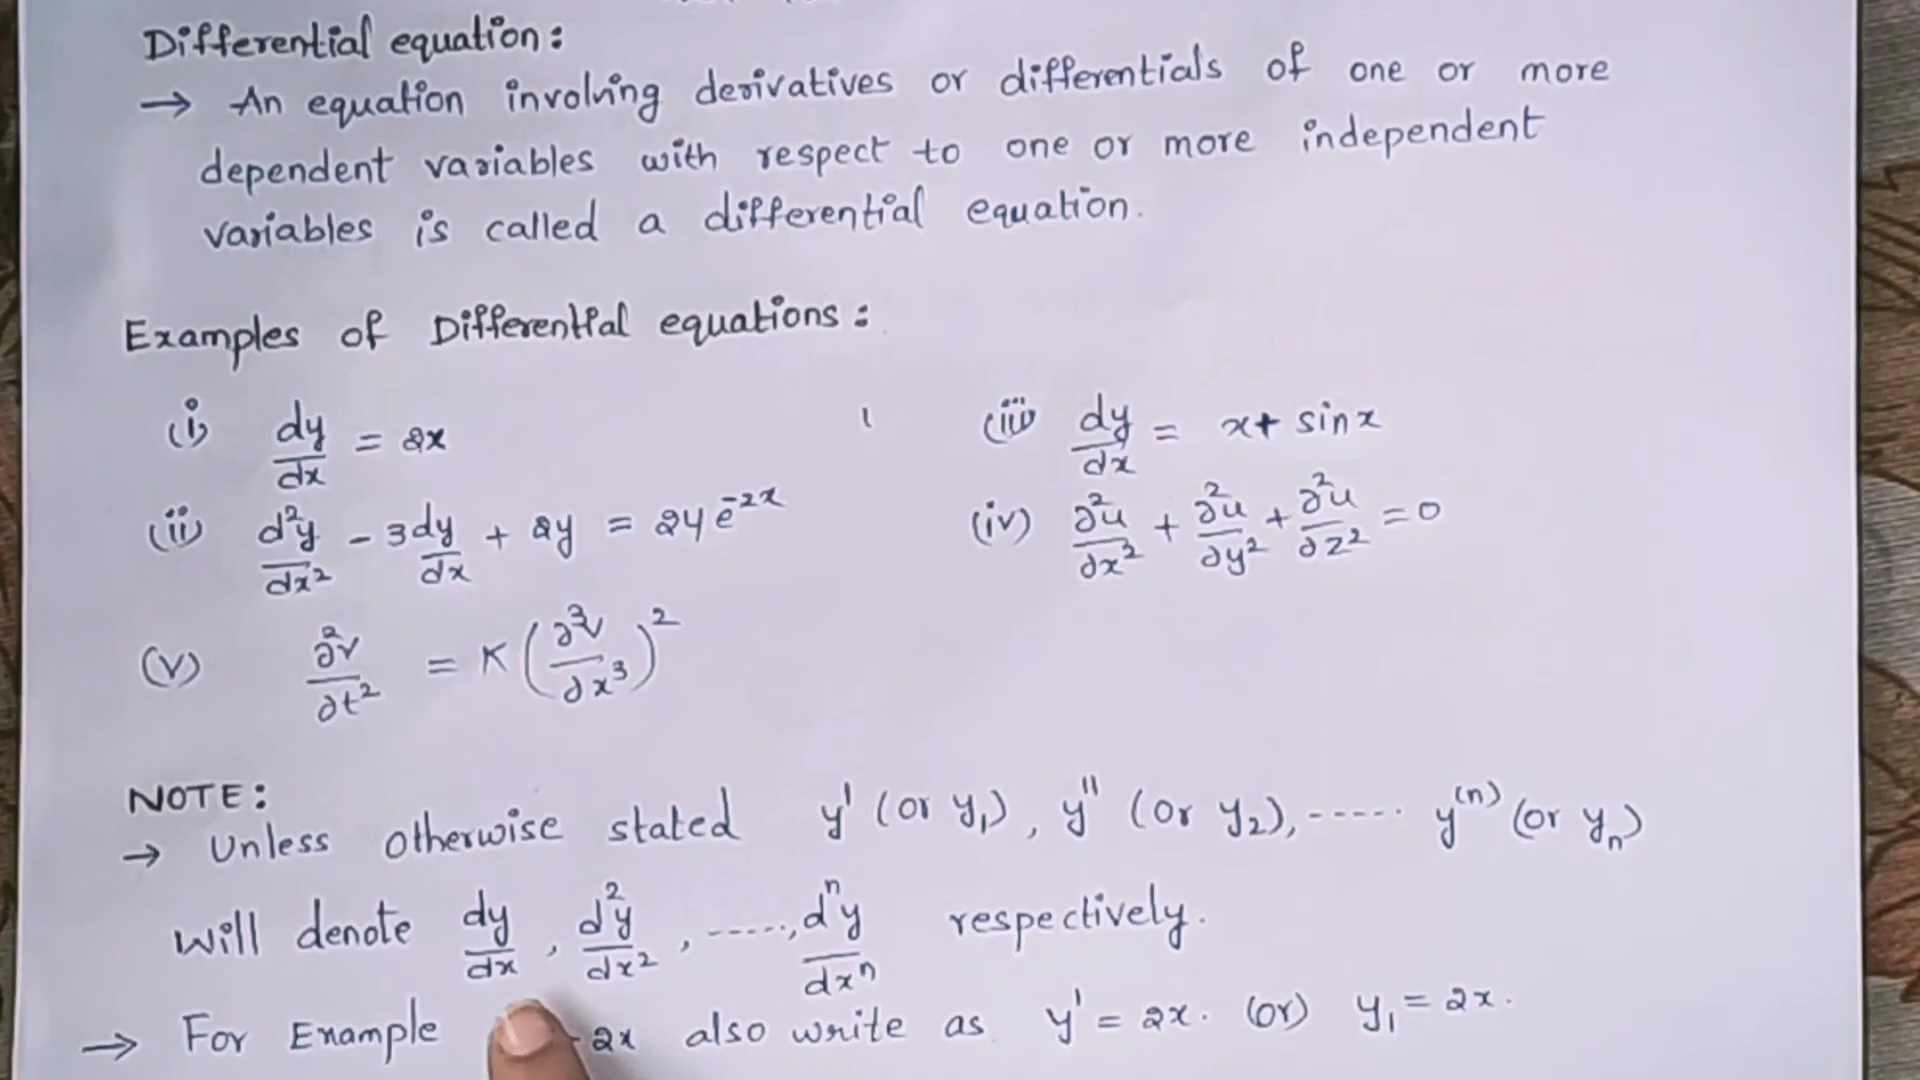 Differential equation:
→ An equation involving derivatives or differentials of one or more
dependent variables with respect to one or more independent
variables is called a differential equation.
Examples of Differential equations:
(i) dy/dx = 2x
(iii) dy/dx = x + sin x
(ii) d²y/dx² - 3 dy/dx + 2y = 24 e^-2x
(iv) ∂²u/∂x² + ∂²u/∂y² + ∂²u/∂z² = 0
(v) ∂²v/∂t² = K (∂³v/∂x³)²
NOTE:
→ Unless otherwise stated y' (or y₁), y'' (or y₂), ----- y⁽ⁿ⁾ (or yₙ)
will denote dy/dx, d²y/dx², -----, dⁿy/dxⁿ respectively.
→ For Example 2x also write as y' = 2x. (or) y₁ = 2x.